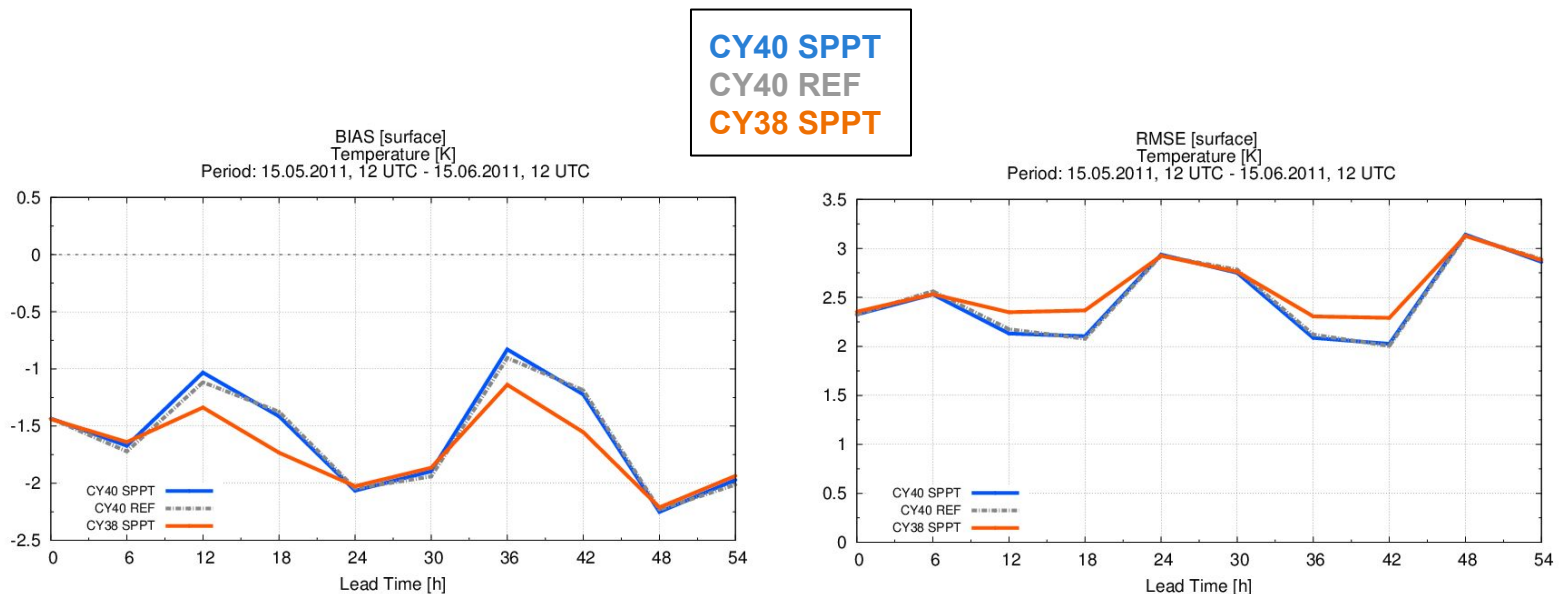 CY40 SPPT
CY40 REF
CY38 SPPT
BIAS [surface]
Temperature [K]
Period: 15.05.2011, 12 UTC - 15.06.2011, 12 UTC
0.5
0
-0.5
-1
-1.5
-2
-2.5
CY40 SPPT
CY40 REF
CY38 SPPT
0 6 12 18 24 30 36 42 48 54
Lead Time [h]
RMSE [surface]
Temperature [K]
Period: 15.05.2011, 12 UTC - 15.06.2011, 12 UTC
3.5
3
2.5
2
1.5
1
0.5
0
CY40 SPPT
CY40 REF
CY38 SPPT
0 6 12 18 24 30 36 42 48 54
Lead Time [h]